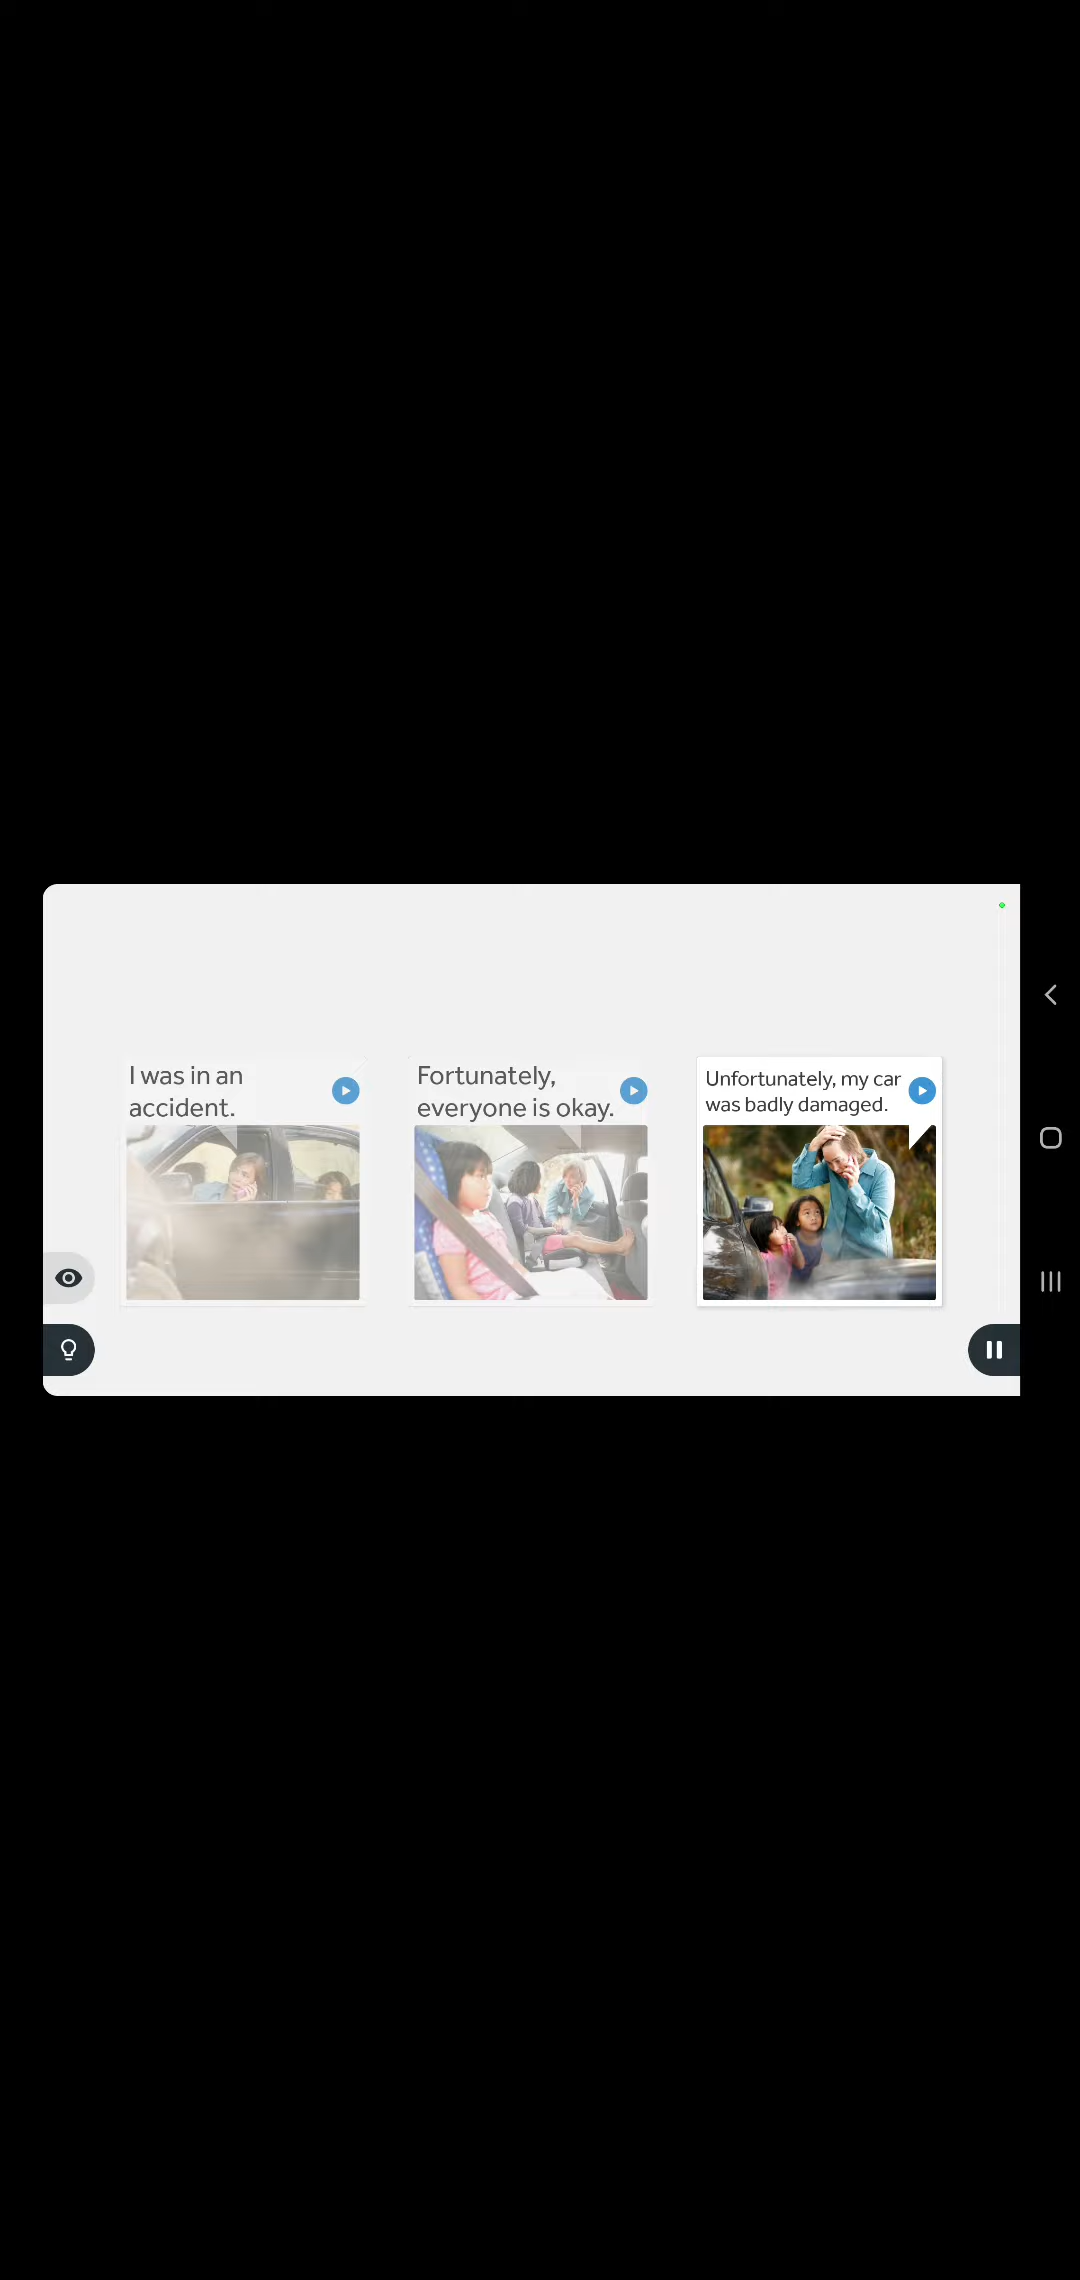 I was in an
accident.
Fortunately,
everyone is okay.
Unfortunately, my car
was badly damaged.